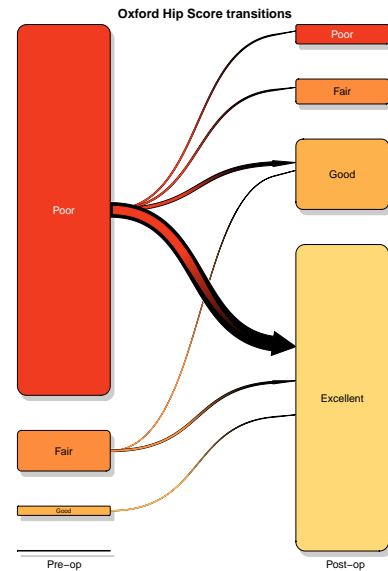 Oxford Hip Score transitions
Poor
Fair
Good
Pre−op
Poor
Fair
Good
Excellent
Post−op